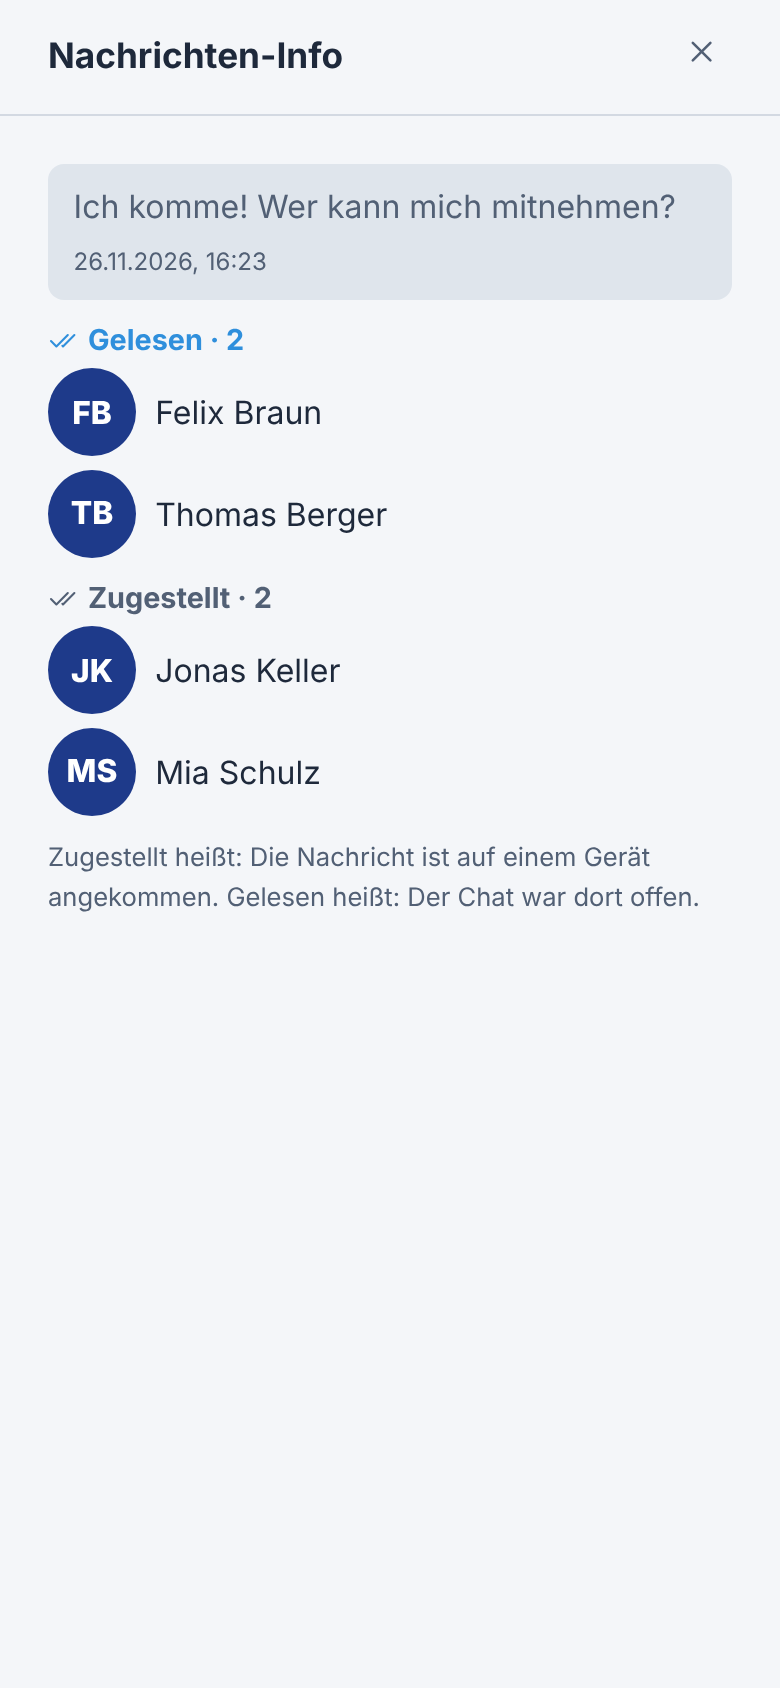 Nachrichten-Info
Ich komme! Wer kann mich mitnehmen?
26.11.2026, 16:23
Gelesen · 2
FB Felix Braun
TB Thomas Berger
Zugestellt · 2
JK Jonas Keller
MS Mia Schulz
Zugestellt heißt: Die Nachricht ist auf einem Gerät
angekommen. Gelesen heißt: Der Chat war dort offen.